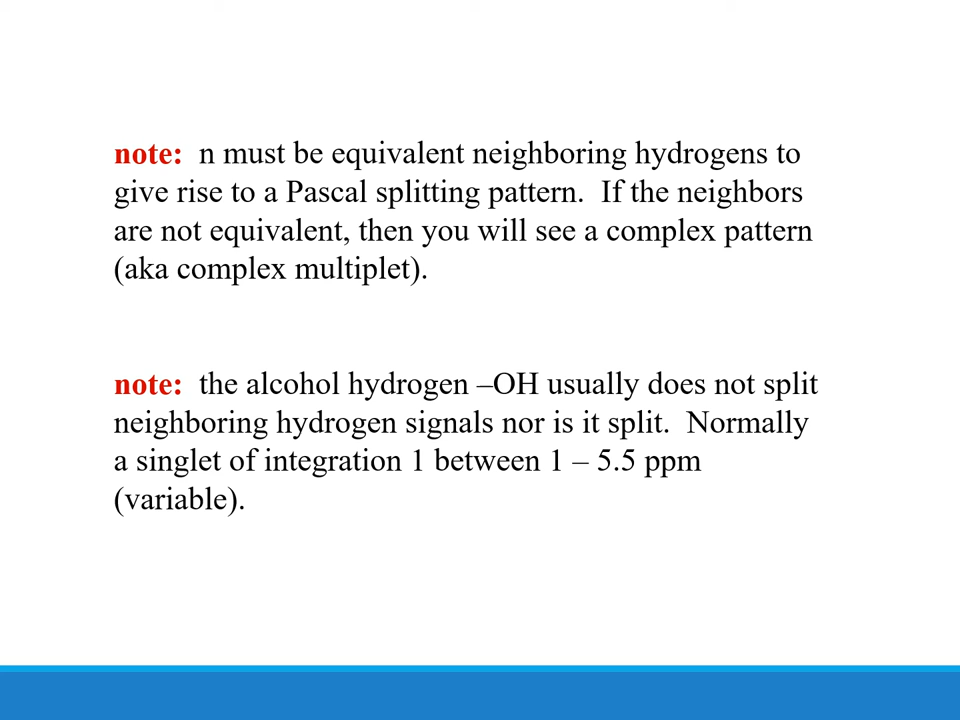 note:  n must be equivalent neighboring hydrogens to
give rise to a Pascal splitting pattern.  If the neighbors
are not equivalent, then you will see a complex pattern
(aka complex multiplet).
note:  the alcohol hydrogen –OH usually does not split
neighboring hydrogen signals nor is it split.  Normally
a singlet of integration 1 between 1 – 5.5 ppm
(variable).